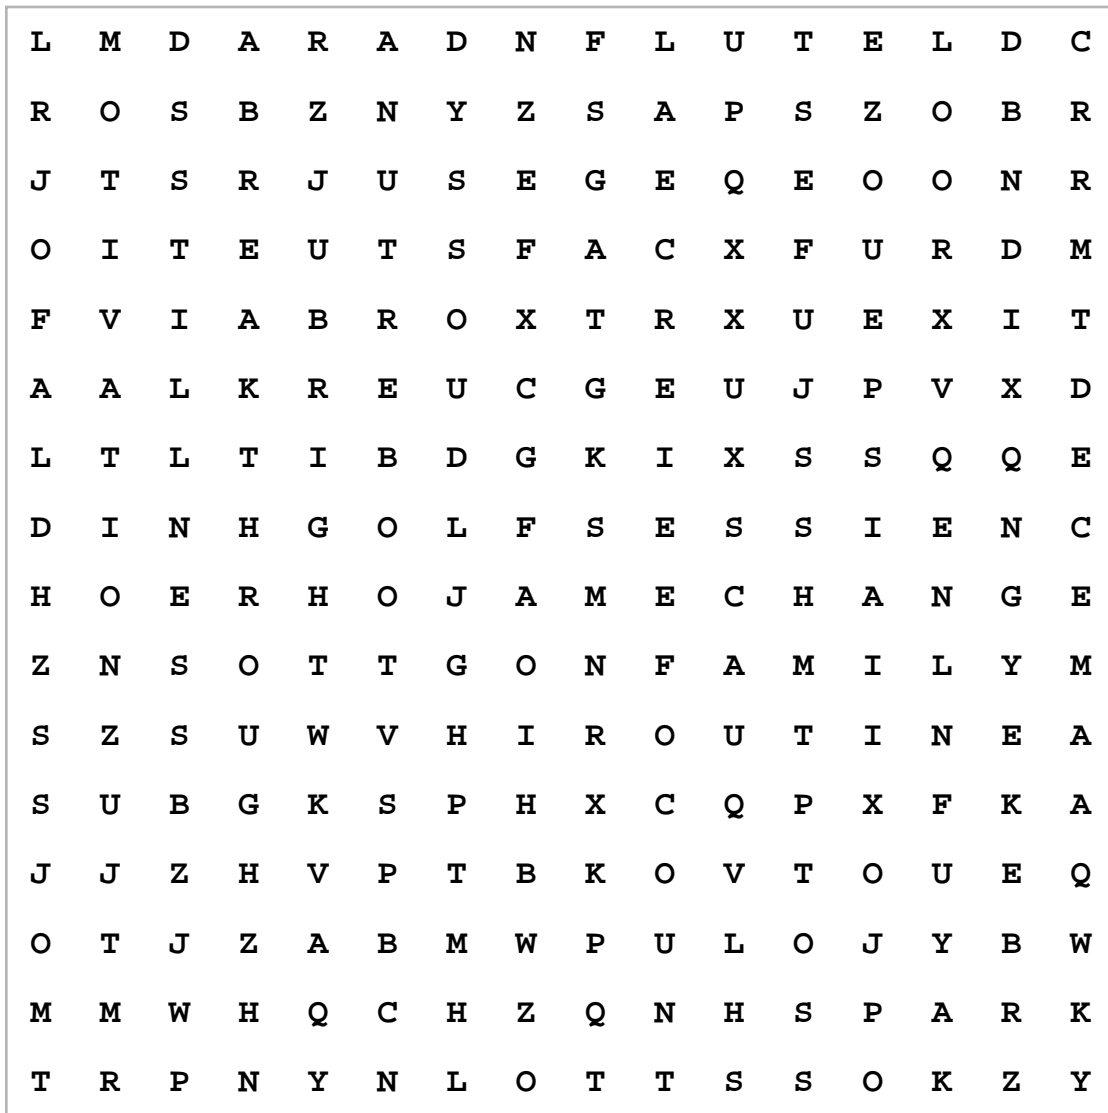 L M D A R A D N F L U T E L D C
R O S B Z N Y Z S A P S Z O B R
J T S R J U S E G E Q E O O N R
O I T E U T S F A C X F U R D M
F V I A B R O X T R X U E X I T
A A L K R E U C G E U J P V X D
L T L T I B D G K I X S S Q Q E
D I N H G O L F S E S S I E N C
H O E R H O J A M E C H A N G E
Z N S O T T G O N F A M I L Y M
S Z S U W V H I R O U T I N E A
S U B G K S P H X C Q P X F K A
J J Z H V P T B K O V T O U E Q
O T J Z A B M W P U L O J Y B W
M M W H Q C H Z Q N H S P A R K
T R P N Y N L O T T S S O K Z Y